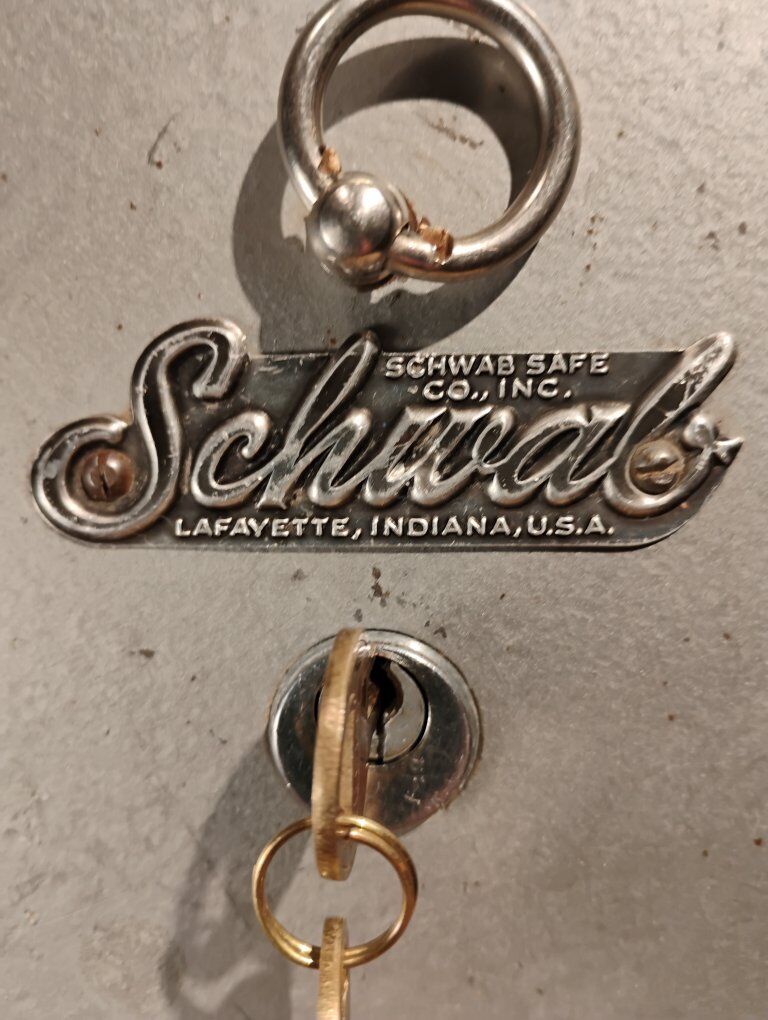 SCHWAB SAFE
CO., INC.
Schwab
LAFAYETTE, INDIANA, U.S.A.